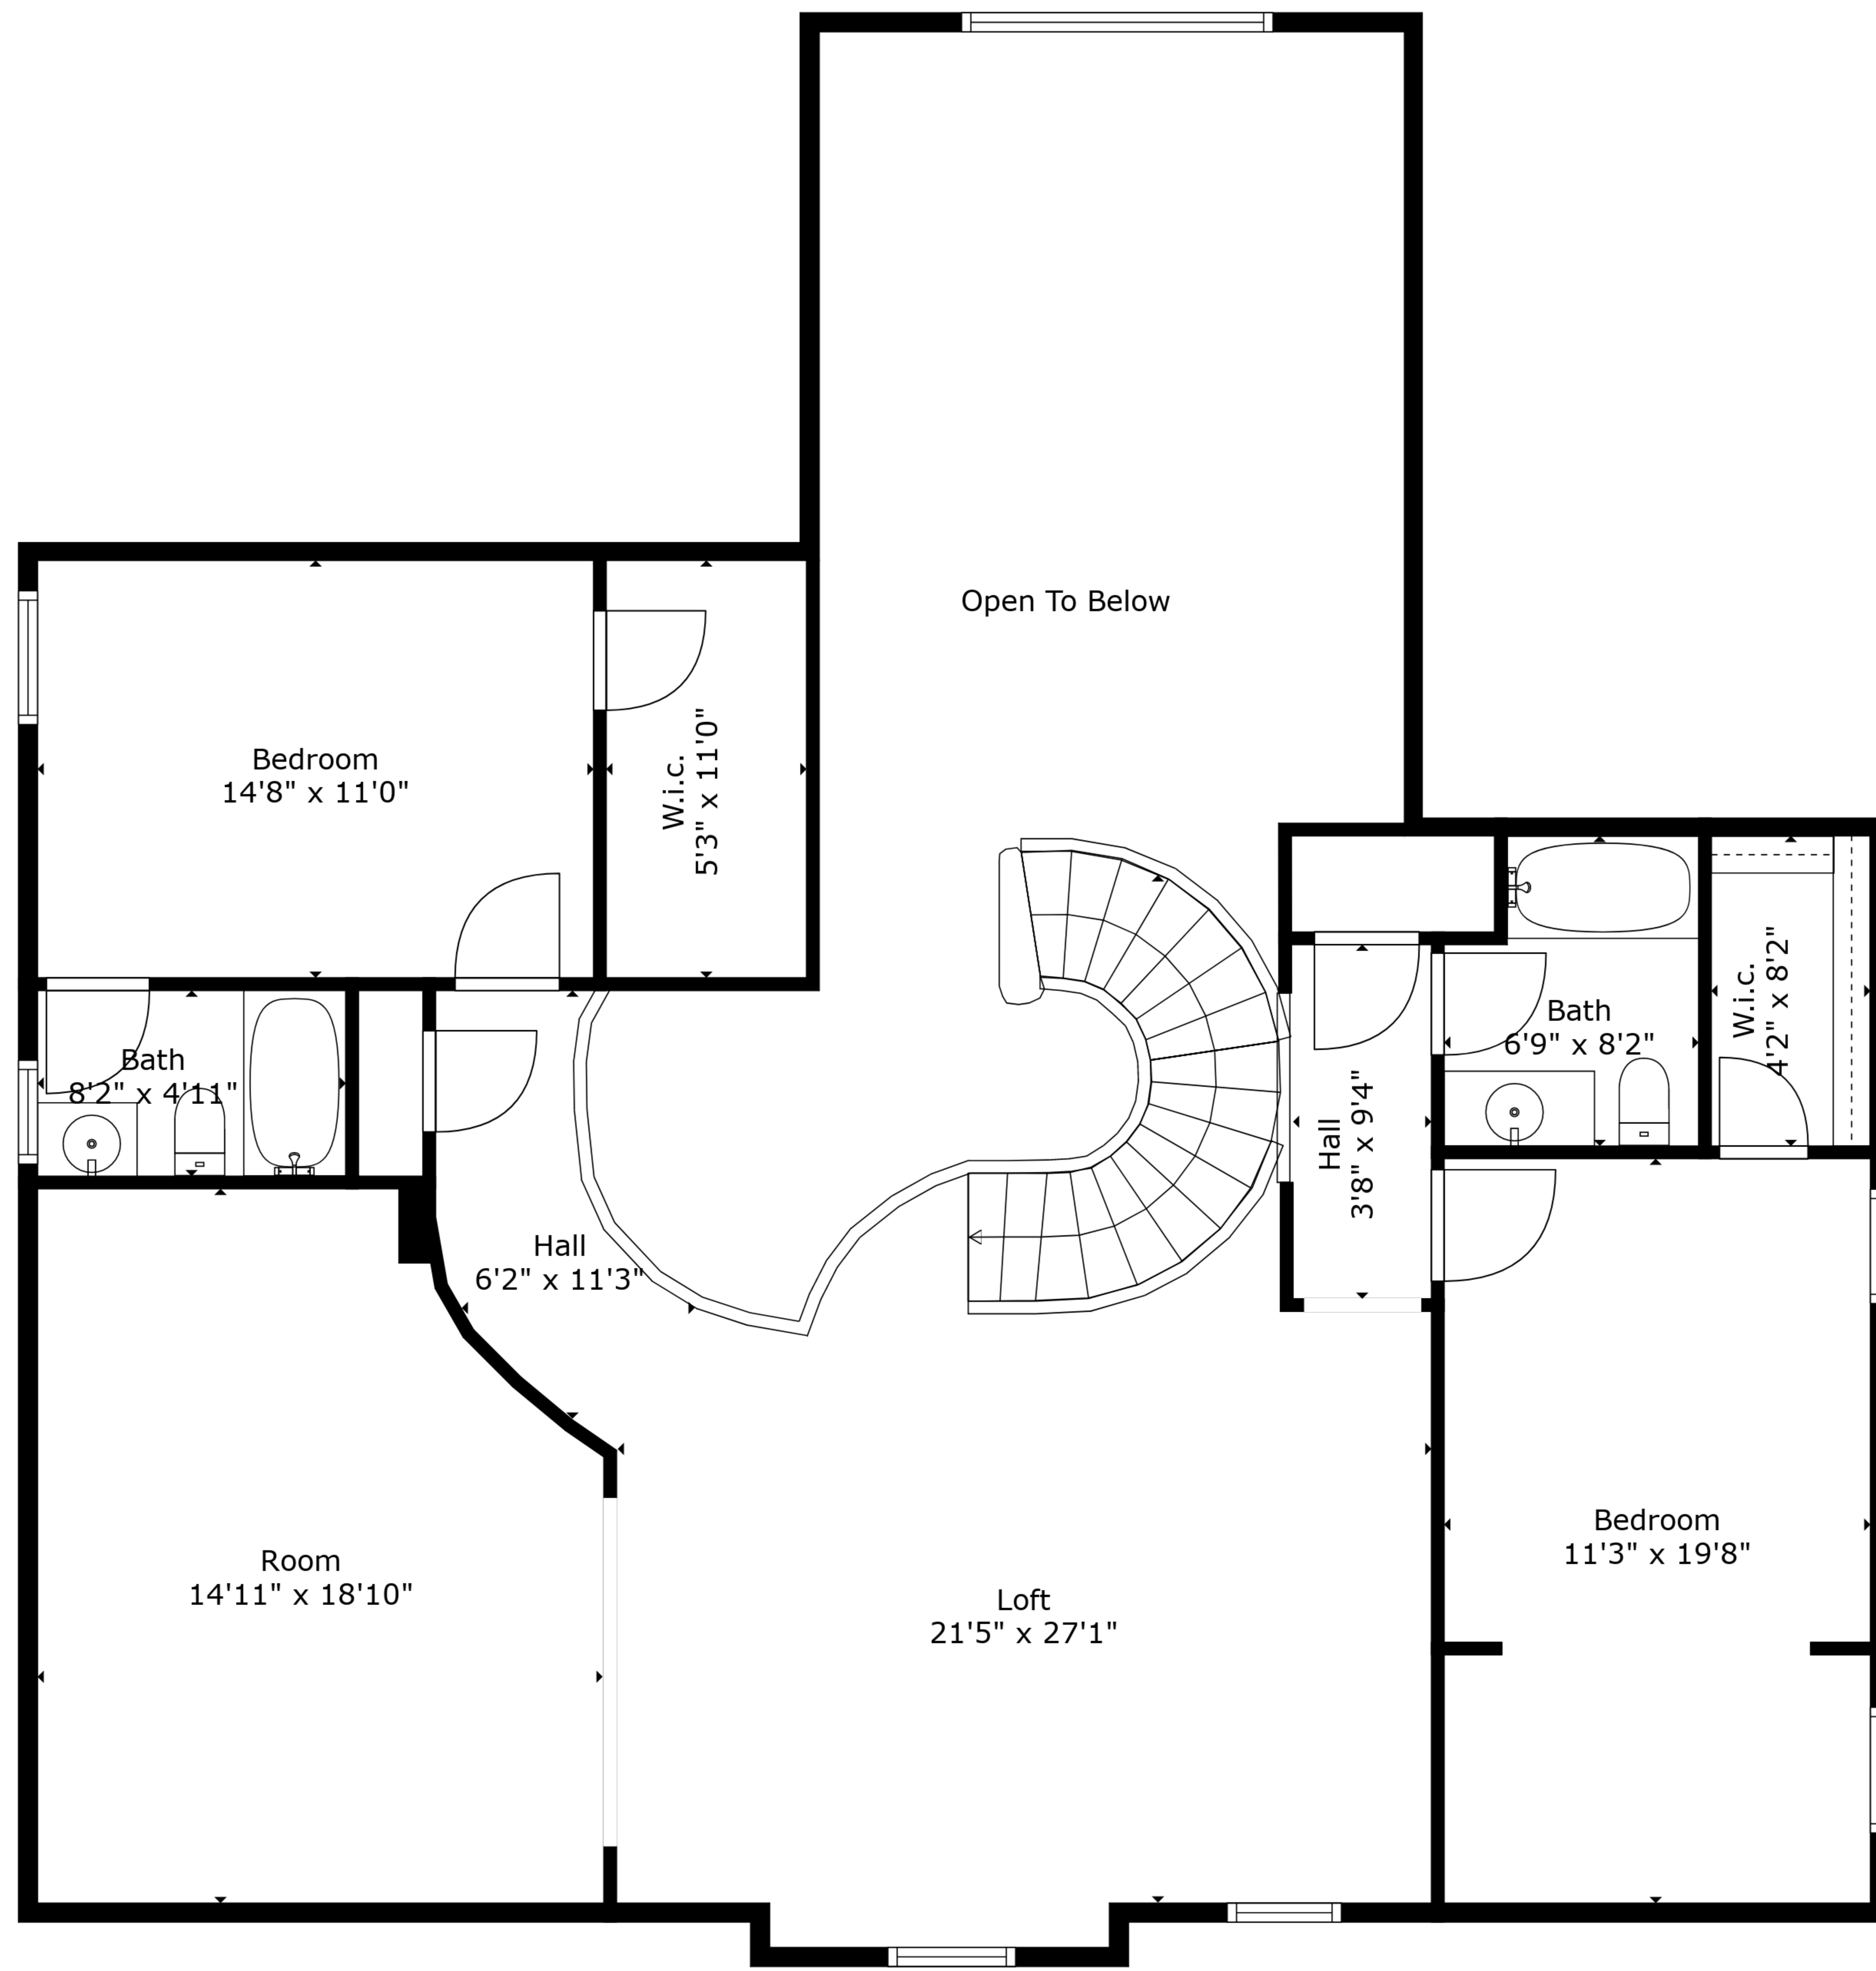 Open To Below
Bedroom
14'8" x 11'0"
W.i.c.
5'3" x 11'0"
Bath
8'2" x 4'11"
Bath
6'9" x 8'2"
W.i.c.
4'2" x 8'2"
Hall
3'8" x 9'4"
Hall
6'2" x 11'3"
Room
14'11" x 18'10"
Loft
21'5" x 27'1"
Bedroom
11'3" x 19'8"